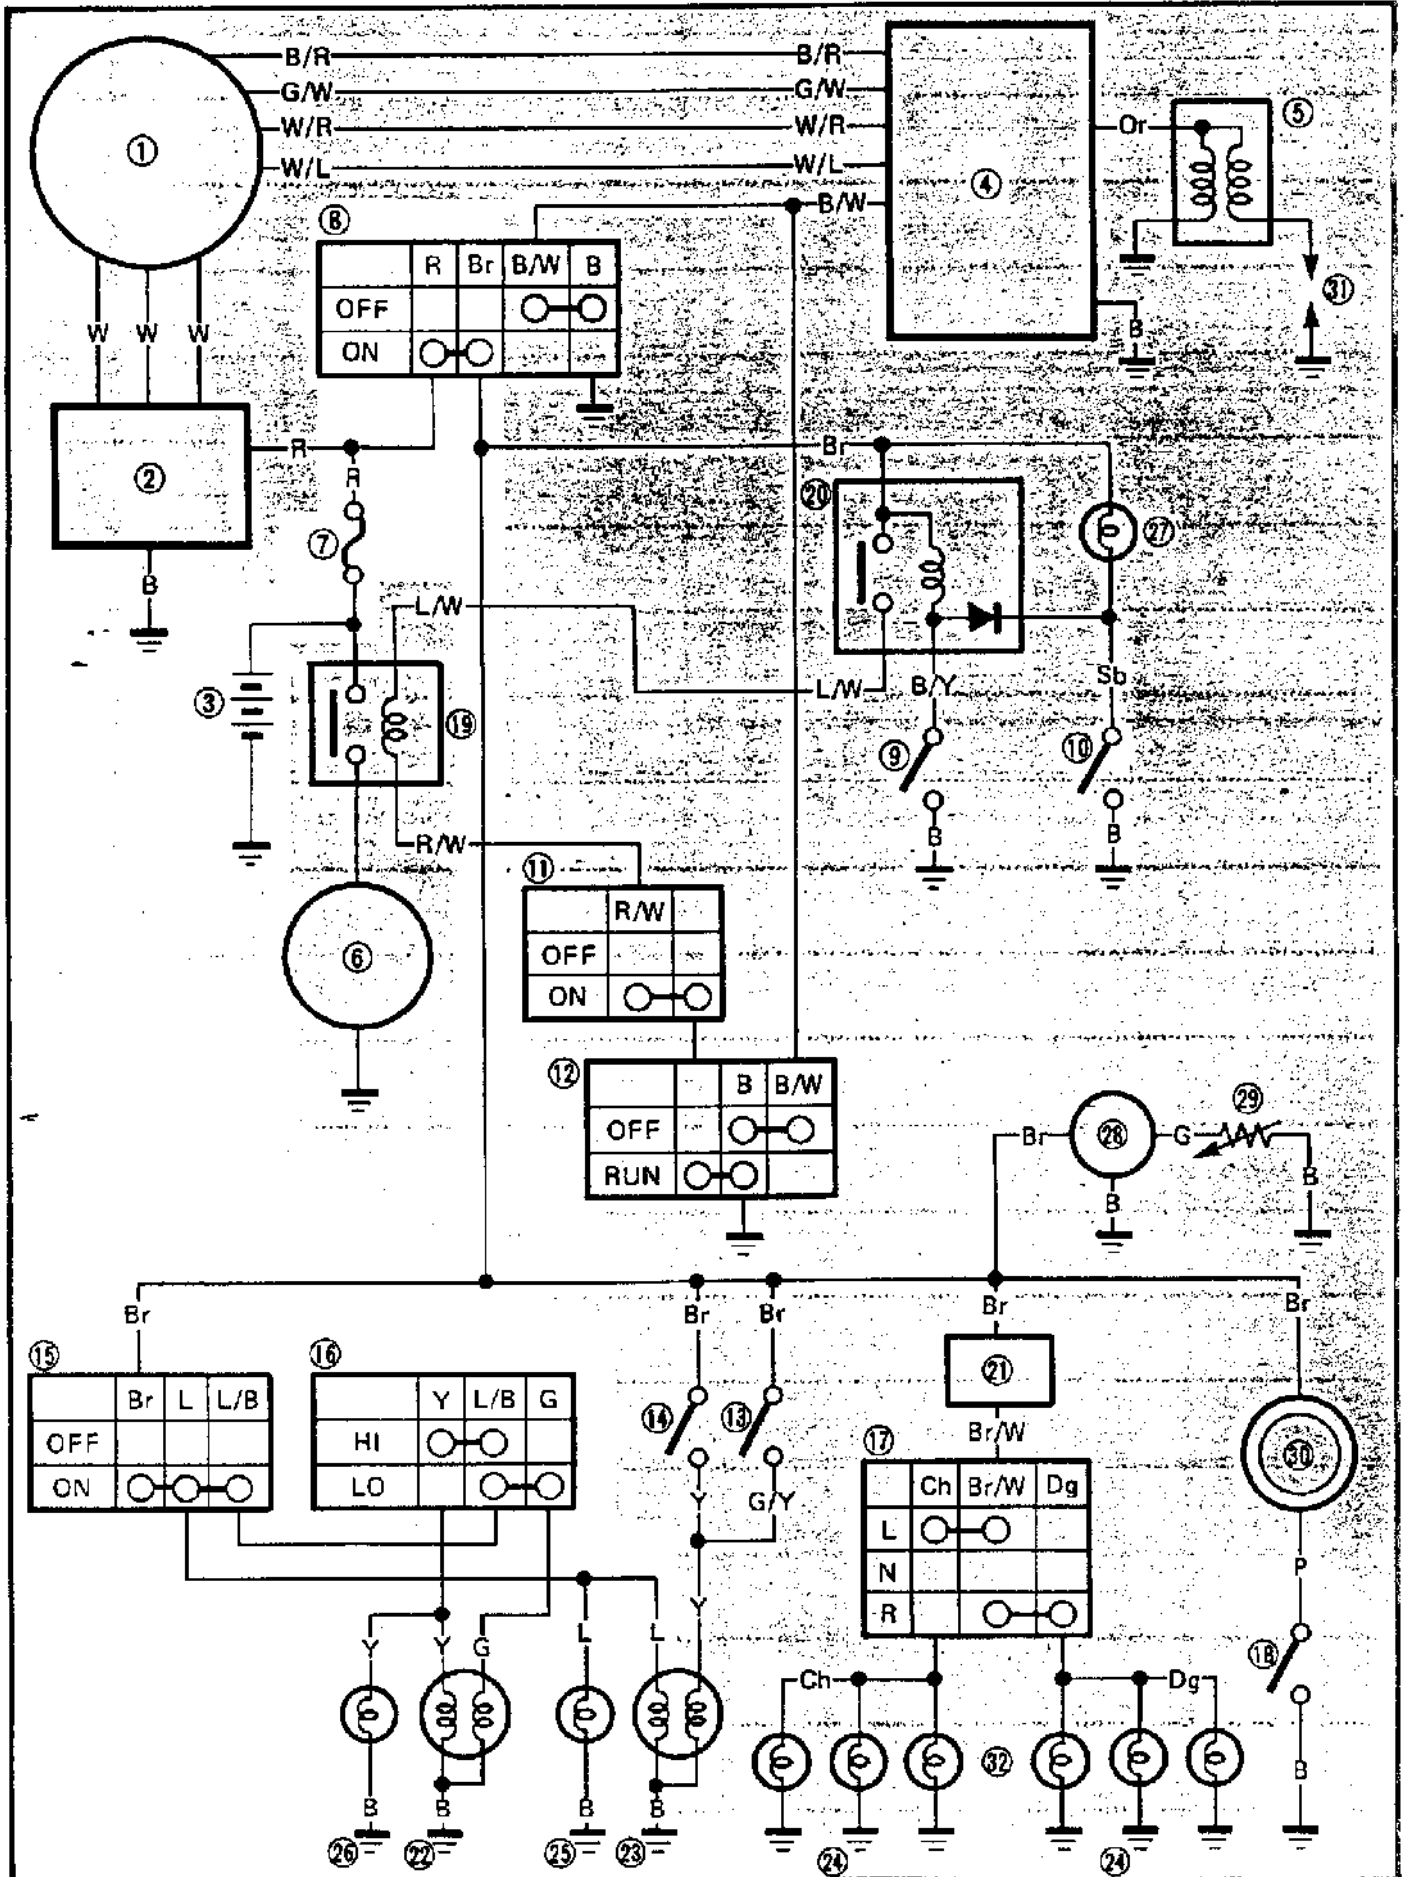 B/R B/R
G/W G/W
① W/R W/R Or ⑤
W/L W/L ④
⑧ B/W
R Br B/W B
OFF ㉛
W W W B
ON
R Br
② R ⑳
⑦ ㉗
B L/W
L/W B/Y Sb
③ ⑲
⑨ ⑩
R/W B B
⑪
R/W
⑥ OFF
ON
⑫ B B/W
OFF Br ㉘ G ㉙
RUN B B
Br Br Br Br Br
⑮ ⑯
Br L L/B Y L/B G ⑭ ⑬ ㉑
OFF HI ⑰ Br/W ㉚
ON LO Y G/Y Ch Br/W Dg
L
N P
Y R
Y Y G L L ⑱
Ch Dg
㉜ B
B B B B
㉖ ㉒ ㉕ ㉓ ㉔ ㉔